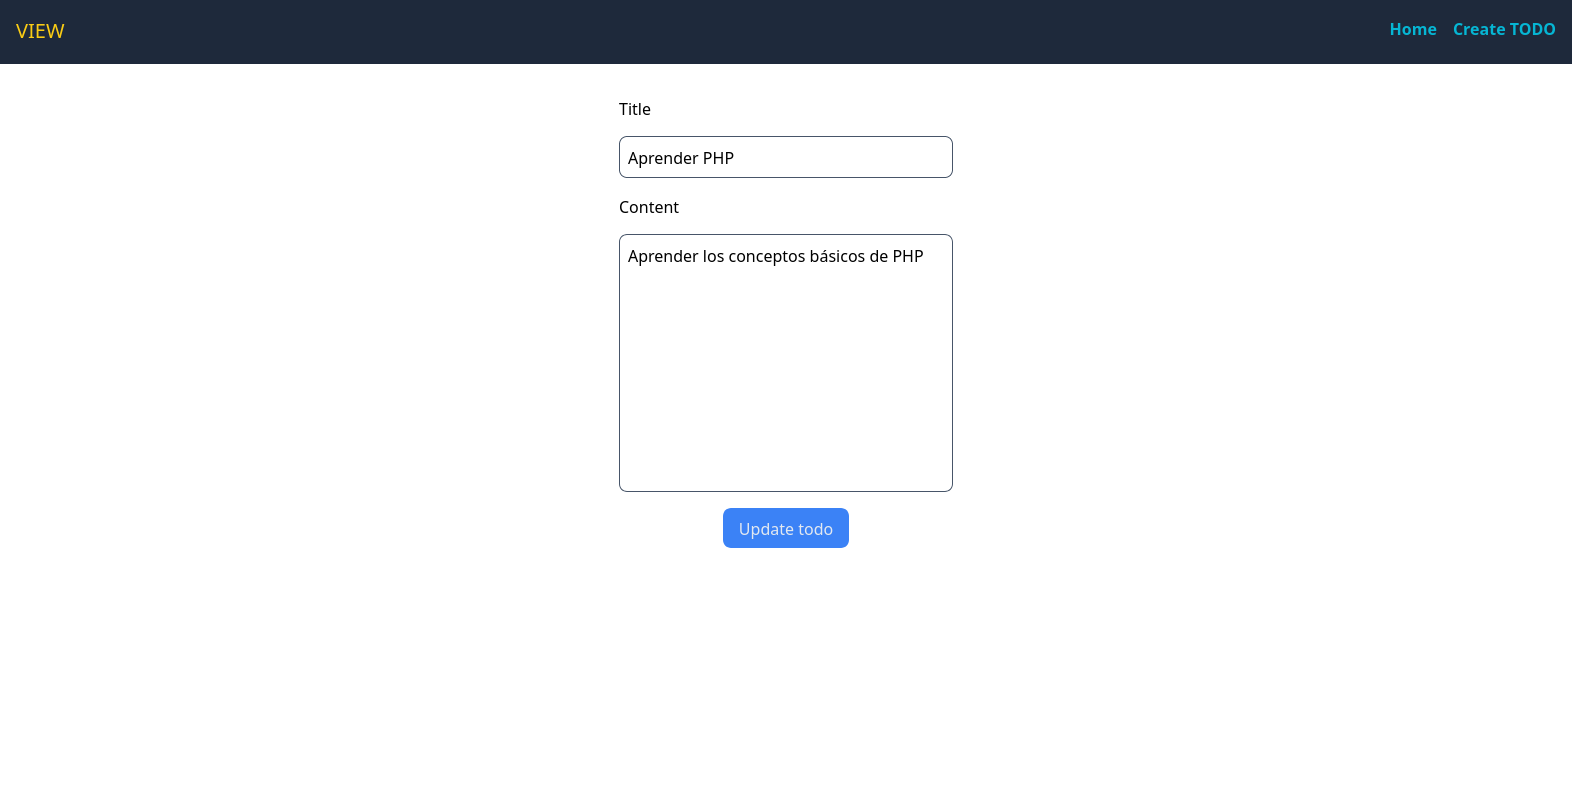 VIEW
Home Create TODO
Title
Aprender PHP
Content
Aprender los conceptos básicos de PHP
Update todo